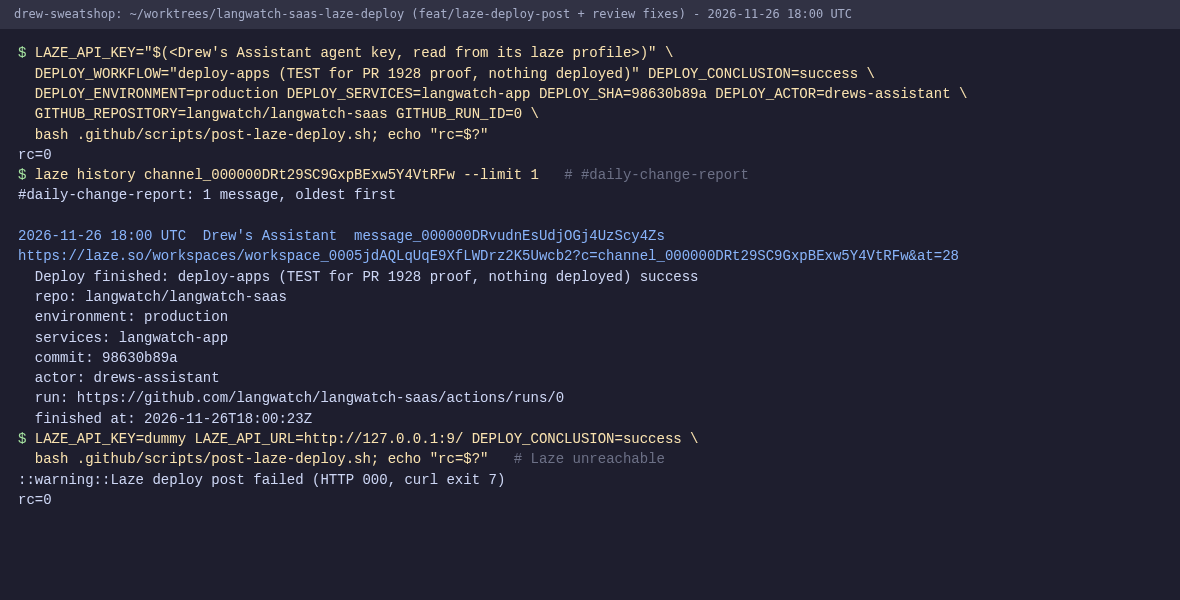 drew-sweatshop: ~/worktrees/langwatch-saas-laze-deploy (feat/laze-deploy-post + review fixes) - 2026-11-26 18:00 UTC
$ LAZE_API_KEY="$(<Drew's Assistant agent key, read from its laze profile>)" \
DEPLOY_WORKFLOW="deploy-apps (TEST for PR 1928 proof, nothing deployed)" DEPLOY_CONCLUSION=success \
DEPLOY_ENVIRONMENT=production DEPLOY_SERVICES=langwatch-app DEPLOY_SHA=98630b89a DEPLOY_ACTOR=drews-assistant \
GITHUB_REPOSITORY=langwatch/langwatch-saas GITHUB_RUN_ID=0 \
bash .github/scripts/post-laze-deploy.sh; echo "rc=$?"
rc=0
$ laze history channel_000000DRt29SC9GxpBExw5Y4VtRFw --limit 1   # #daily-change-report
#daily-change-report: 1 message, oldest first
2026-11-26 18:00 UTC  Drew's Assistant  message_000000DRvudnEsUdjOGj4UzScy4Zs
https://laze.so/workspaces/workspace_0005jdAQLqUqE9XfLWDrz2K5Uwcb2?c=channel_000000DRt29SC9GxpBExw5Y4VtRFw&at=28
Deploy finished: deploy-apps (TEST for PR 1928 proof, nothing deployed) success
repo: langwatch/langwatch-saas
environment: production
services: langwatch-app
commit: 98630b89a
actor: drews-assistant
run: https://github.com/langwatch/langwatch-saas/actions/runs/0
finished at: 2026-11-26T18:00:23Z
$ LAZE_API_KEY=dummy LAZE_API_URL=http://127.0.0.1:9/ DEPLOY_CONCLUSION=success \
bash .github/scripts/post-laze-deploy.sh; echo "rc=$?"   # Laze unreachable
::warning::Laze deploy post failed (HTTP 000, curl exit 7)
rc=0